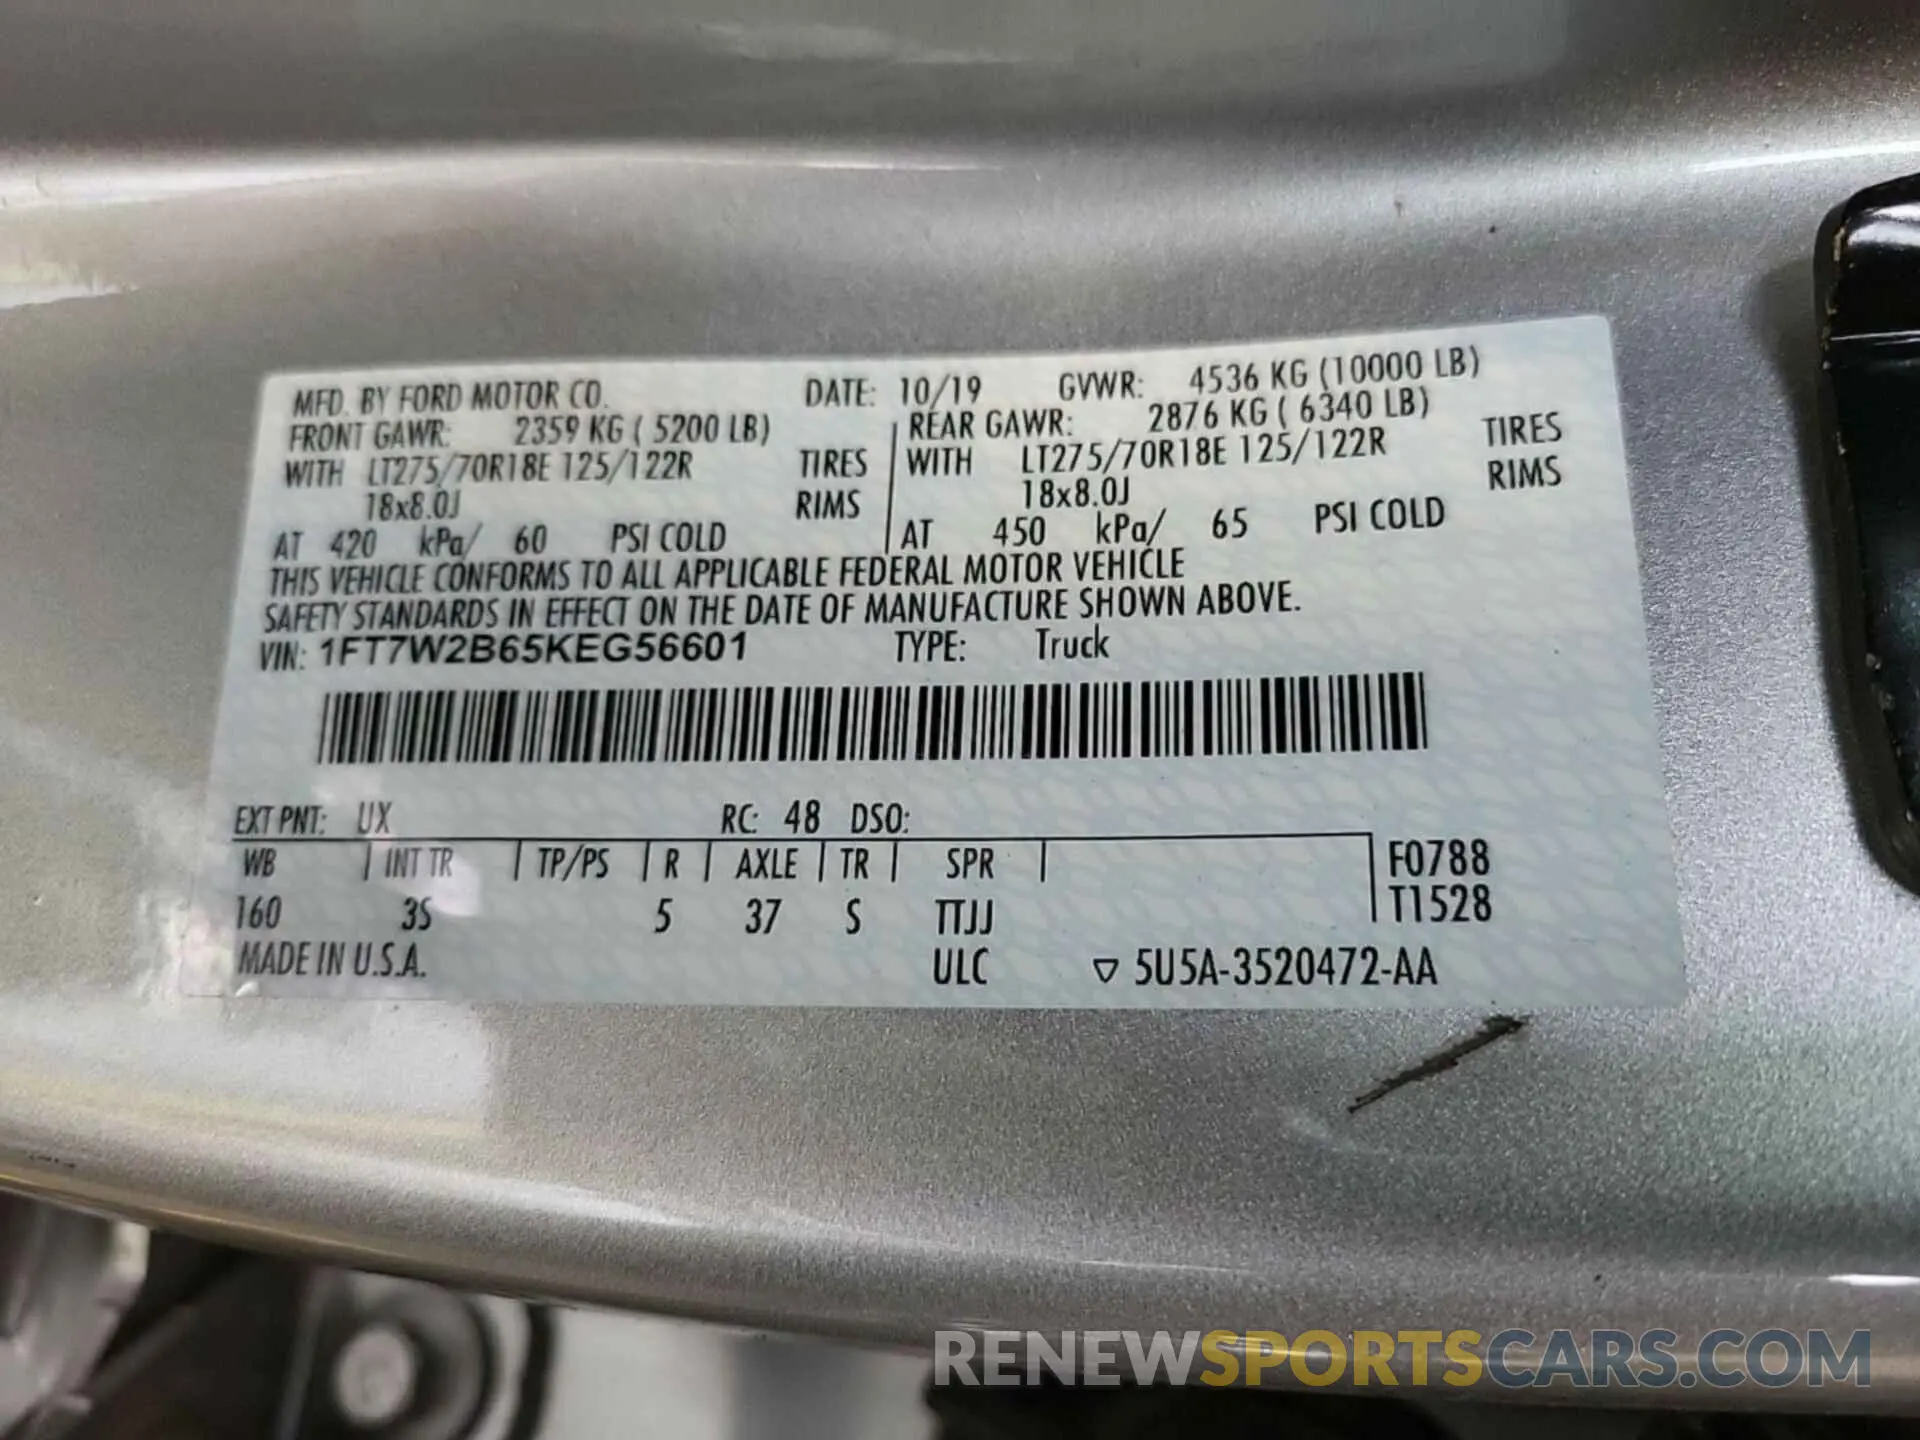 MFD. BY FORD MOTOR CO. DATE: 10/19 GVWR: 4536 KG (10000 LB)
FRONT GAWR: 2359 KG ( 5200 LB) REAR GAWR: 2876 KG ( 6340 LB)
WITH LT275/70R18E 125/122R TIRES WITH LT275/70R18E 125/122R TIRES
18x8.0J RIMS 18x8.0J RIMS
AT 420 kPa/ 60 PSI COLD AT 450 kPa/ 65 PSI COLD
THIS VEHICLE CONFORMS TO ALL APPLICABLE FEDERAL MOTOR VEHICLE
SAFETY STANDARDS IN EFFECT ON THE DATE OF MANUFACTURE SHOWN ABOVE.
VIN: 1FT7W2B65KEG56601 TYPE: Truck
EXT PNT: UX RC: 48 DSO:
WB INT TR TP/PS R AXLE TR SPR F0788
160 3S 5 37 S TTJJ T1528
MADE IN U.S.A. ULC 5U5A-3520472-AA
RENEWSPORTSCARS.COM